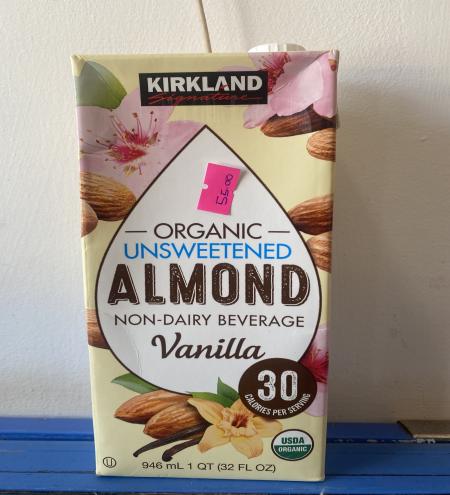 KIRKLAND
Signature
55.00
ORGANIC
UNSWEETENED
ALMOND
NON-DAIRY BEVERAGE
Vanilla
30
CALORIES PER SERVING
USDA
ORGANIC
U
946 mL 1 QT (32 FL OZ)